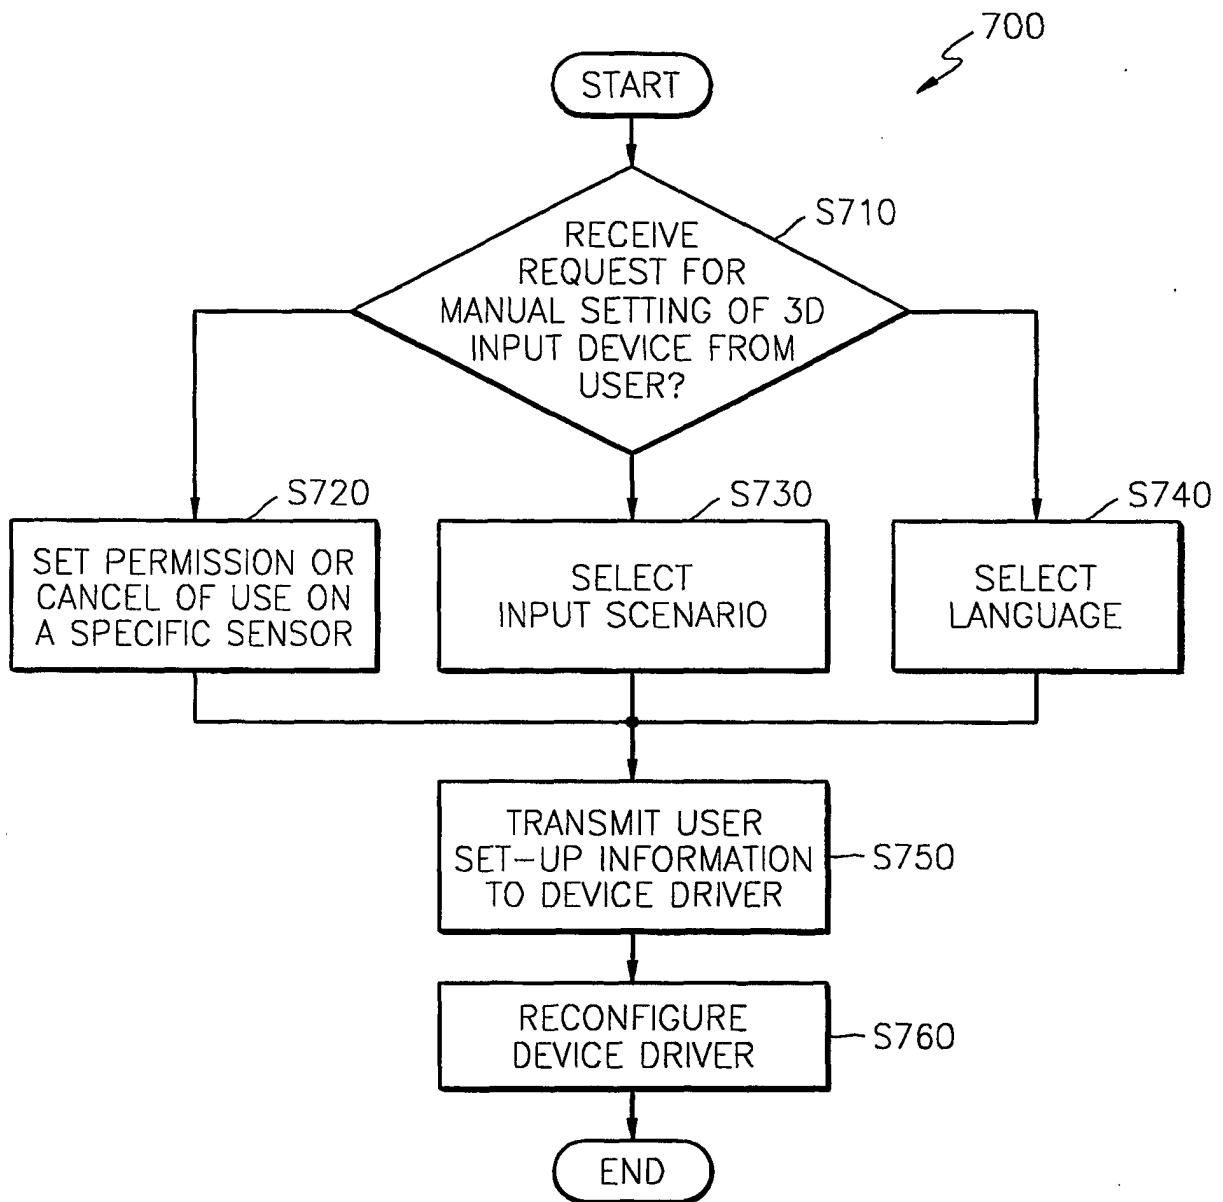 700
START
S710
RECEIVE
REQUEST FOR
MANUAL SETTING OF 3D
INPUT DEVICE FROM
USER?
S720
SET PERMISSION OR
CANCEL OF USE ON
A SPECIFIC SENSOR
S730
SELECT
INPUT SCENARIO
S740
SELECT
LANGUAGE
TRANSMIT USER
SET-UP INFORMATION
TO DEVICE DRIVER
S750
RECONFIGURE
DEVICE DRIVER
S760
END